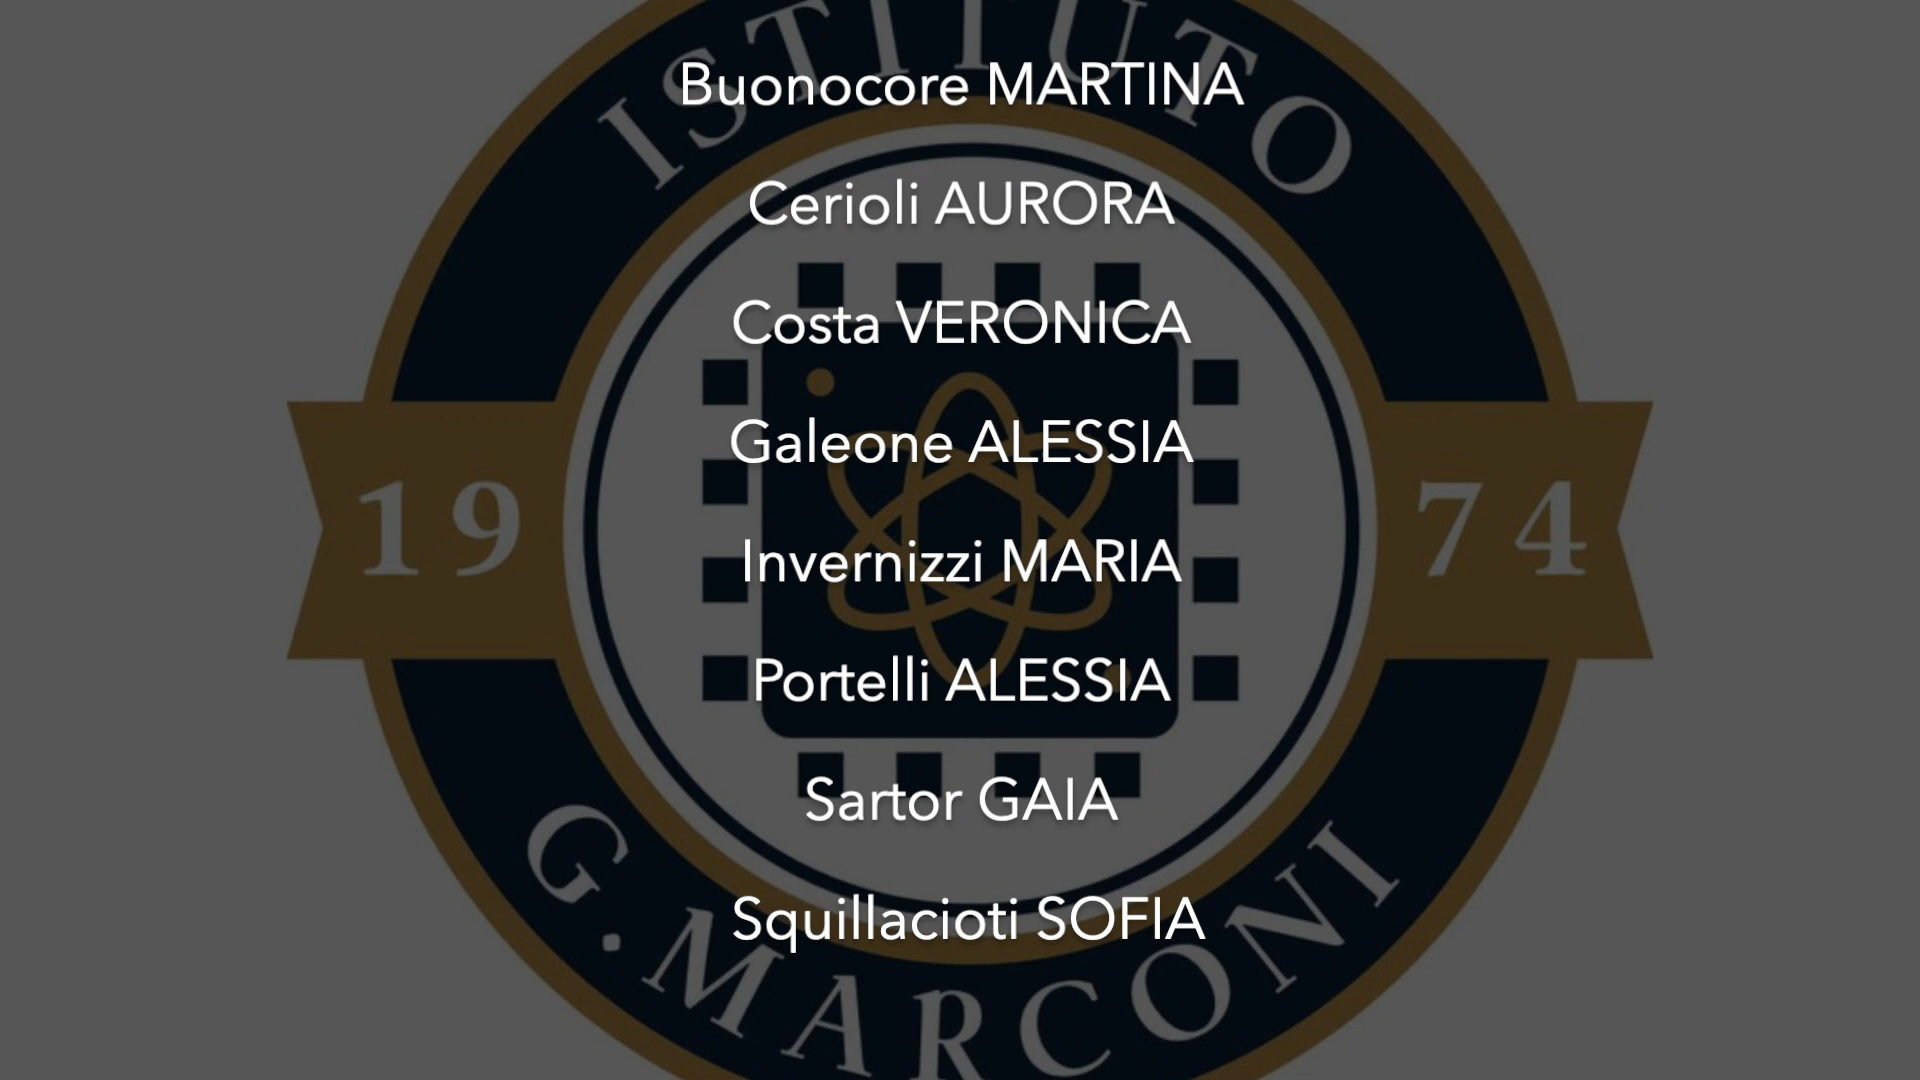 ISTITUTO
Buonocore MARTINA
Cerioli AURORA
Costa VERONICA
Galeone ALESSIA
19 74
Invernizzi MARIA
Portelli ALESSIA
Sartor GAIA
Squillacioti SOFIA
G. MARCONI